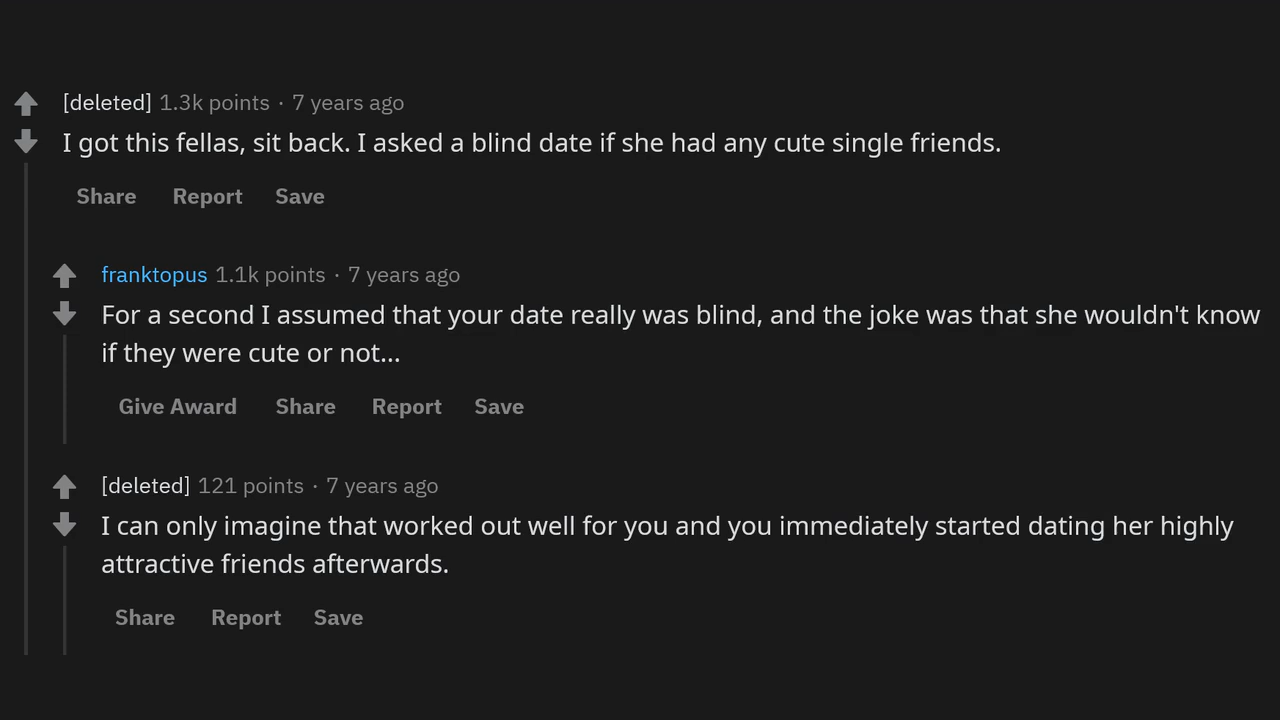 [deleted] 1.3k points · 7 years ago
I got this fellas, sit back. I asked a blind date if she had any cute single friends.
Share Report Save
franktopus 1.1k points · 7 years ago
For a second I assumed that your date really was blind, and the joke was that she wouldn't know
if they were cute or not...
Give Award Share Report Save
[deleted] 121 points · 7 years ago
I can only imagine that worked out well for you and you immediately started dating her highly
attractive friends afterwards.
Share Report Save